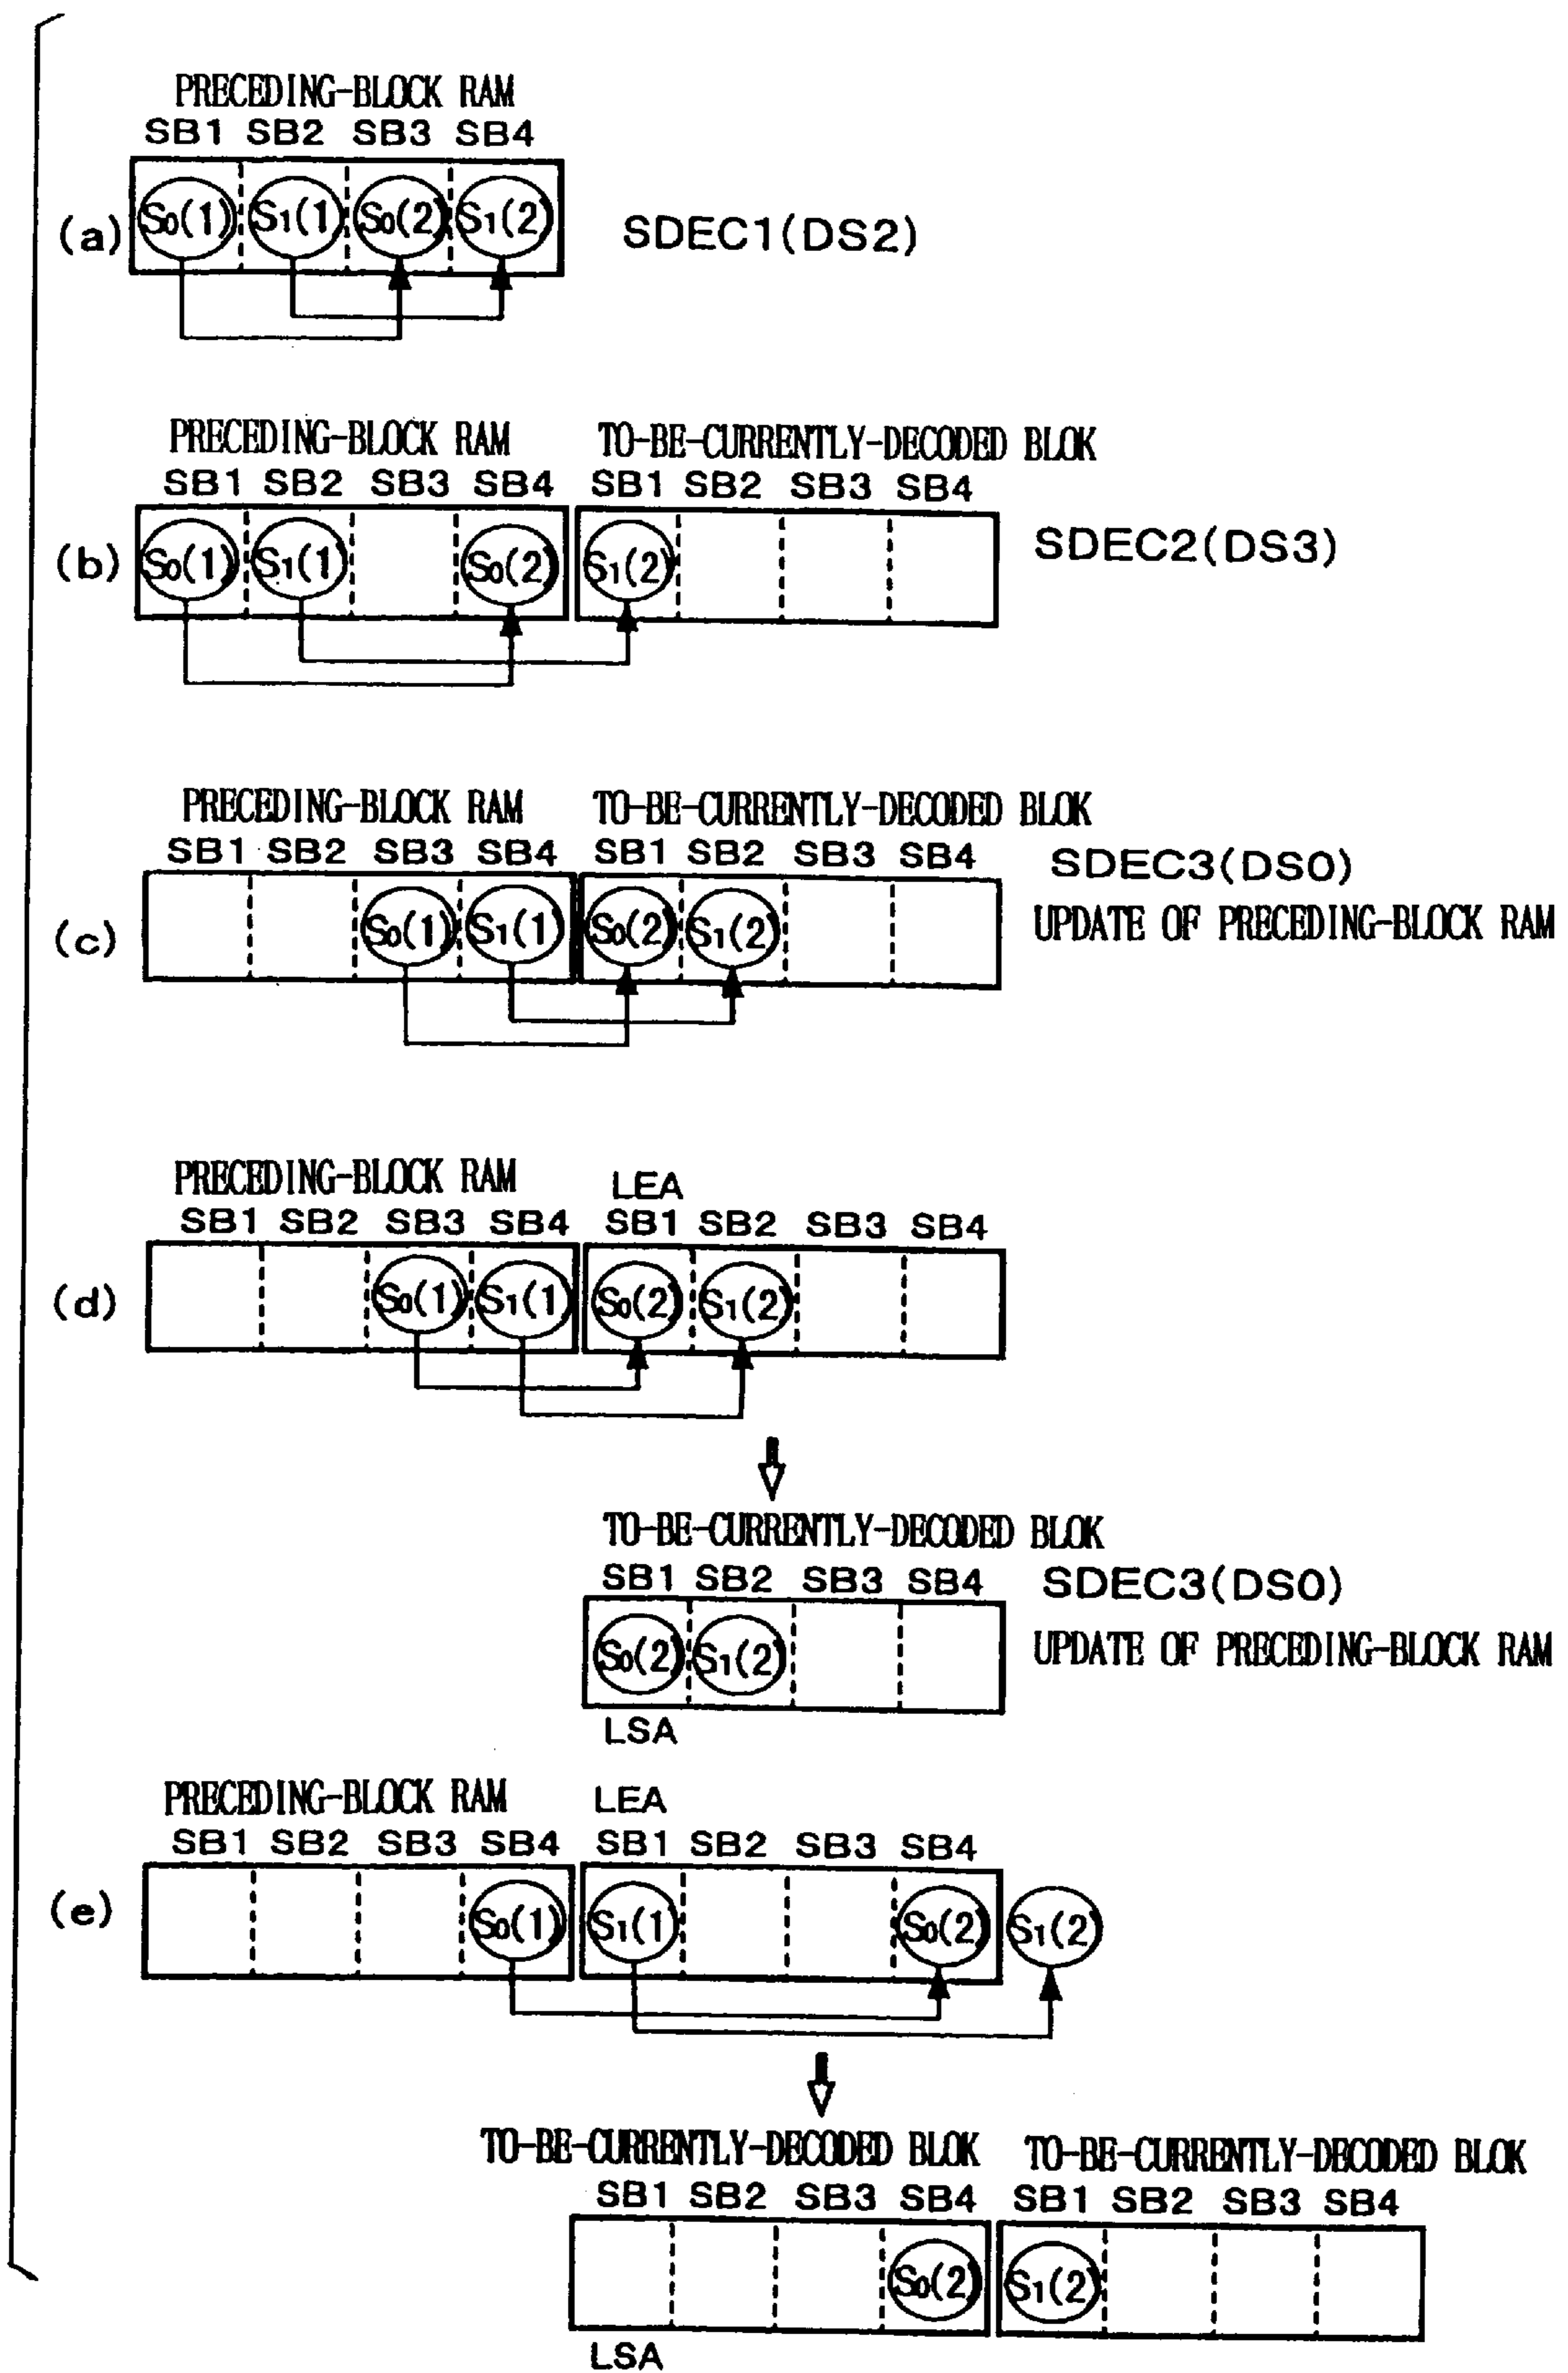 PRECEDING-BLOCK RAM
SB1 SB2 SB3 SB4
(a) S0(1) S1(1) S0(2) S1(2) SDEC1(DS2)
PRECEDING-BLOCK RAM TO-BE-CURRENTLY-DECODED BLOK
SB1 SB2 SB3 SB4 SB1 SB2 SB3 SB4
(b) S0(1) S1(1) S0(2) S1(2) SDEC2(DS3)
PRECEDING-BLOCK RAM TO-BE-CURRENTLY-DECODED BLOK
SB1 SB2 SB3 SB4 SB1 SB2 SB3 SB4 SDEC3(DS0)
(c) S0(1) S1(1) S0(2) S1(2) UPDATE OF PRECEDING-BLOCK RAM
PRECEDING-BLOCK RAM LEA
SB1 SB2 SB3 SB4 SB1 SB2 SB3 SB4
(d) S0(1) S1(1) S0(2) S1(2)
TO-BE-CURRENTLY-DECODED BLOK
SB1 SB2 SB3 SB4 SDEC3(DS0)
S0(2) S1(2) UPDATE OF PRECEDING-BLOCK RAM
LSA
PRECEDING-BLOCK RAM LEA
SB1 SB2 SB3 SB4 SB1 SB2 SB3 SB4
(e) S0(1) S1(1) S0(2) S1(2)
TO-BE-CURRENTLY-DECODED BLOK TO-BE-CURRENTLY-DECODED BLOK
SB1 SB2 SB3 SB4 SB1 SB2 SB3 SB4
S0(2) S1(2)
LSA